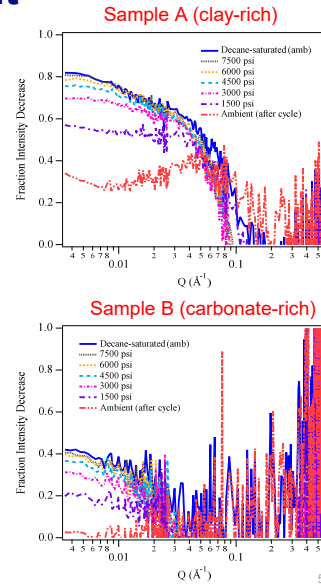 Sample A (clay-rich)
1.0
0.8
0.6
0.4
0.2
0.0
Fraction Intensity Decrease
Decane-saturated (amb)
7500 psi
6000 psi
4500 psi
3000 psi
1500 psi
Ambient (after cycle)
4 5 6 7 8 0.01 2 3 4 5 6 7 8 0.1 2 3 4 5
Q (Å⁻¹)
Sample B (carbonate-rich)
1.0
0.8
0.6
0.4
0.2
0.0
Fraction Intensity Decrease
Decane-saturated (amb)
7500 psi
6000 psi
4500 psi
3000 psi
1500 psi
Ambient (after cycle)
4 5 6 7 8 0.01 2 3 4 5 6 7 8 0.1 2 3 4 5
Q (Å⁻¹)